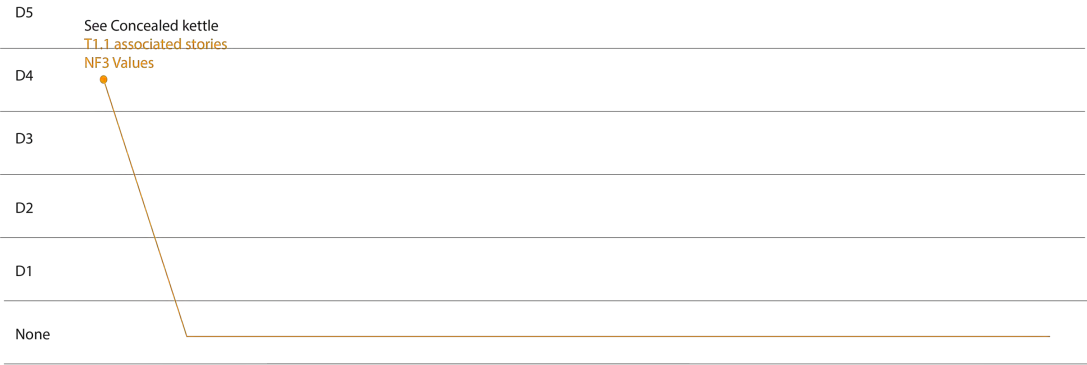 D5
See Concealed kettle
T1.1 associated stories
NF3 Values
D4
D3
D2
D1
None